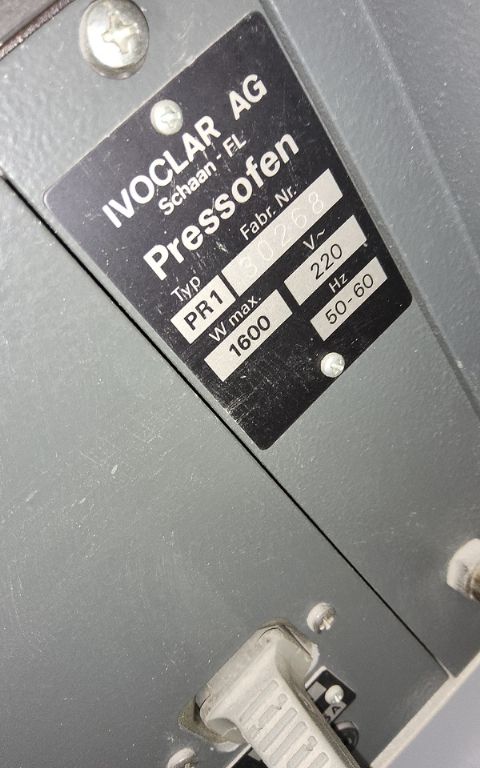 IVOCLAR AG
Schaan - FL
Pressofen
Typ Fabr. Nr.
PR1 30268
W max. V~
1600 220
Hz
50-60